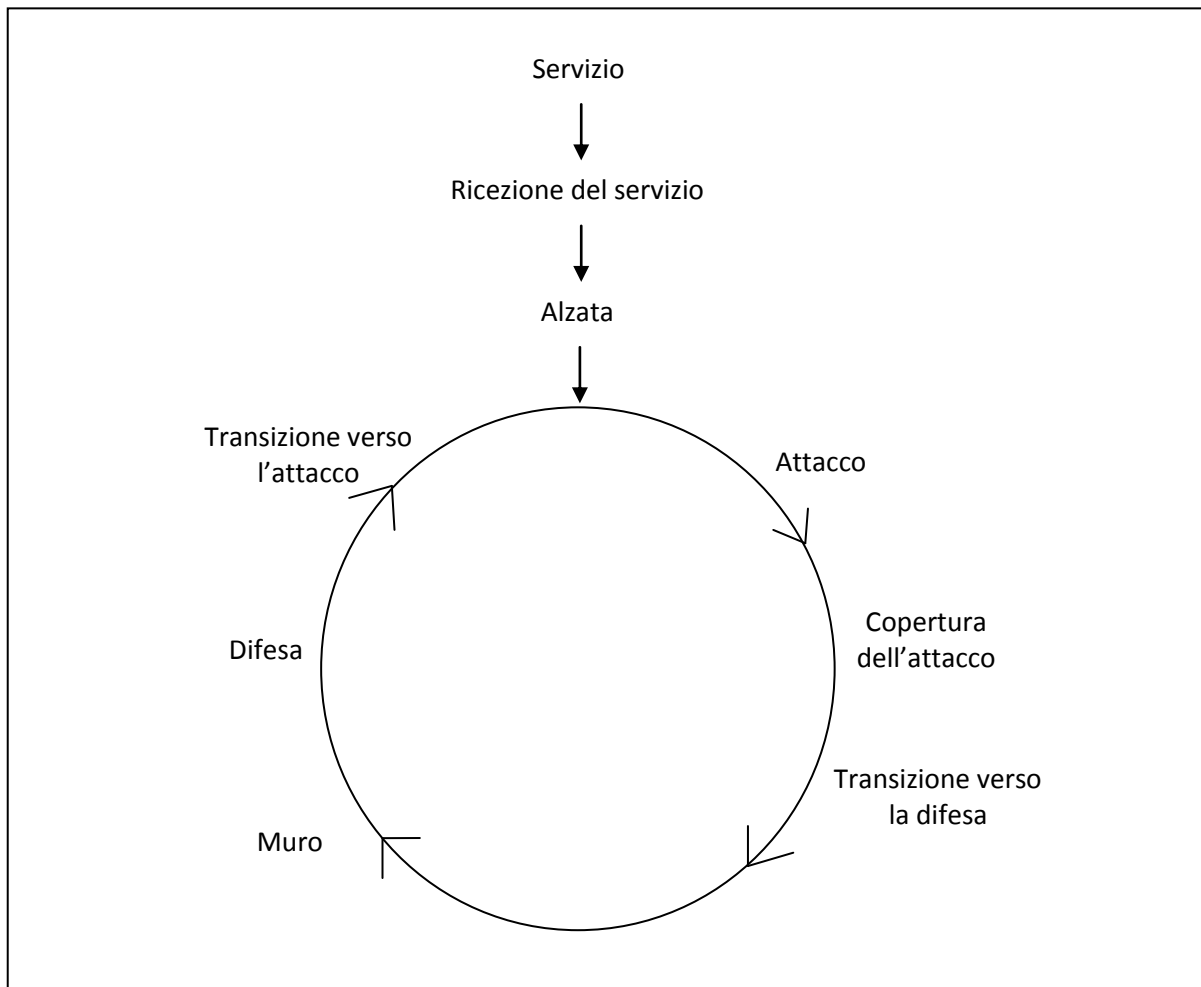 Servizio
Ricezione del servizio
Alzata
Transizione verso
l’attacco
Attacco
Difesa
Copertura
dell’attacco
Muro
Transizione verso
la difesa